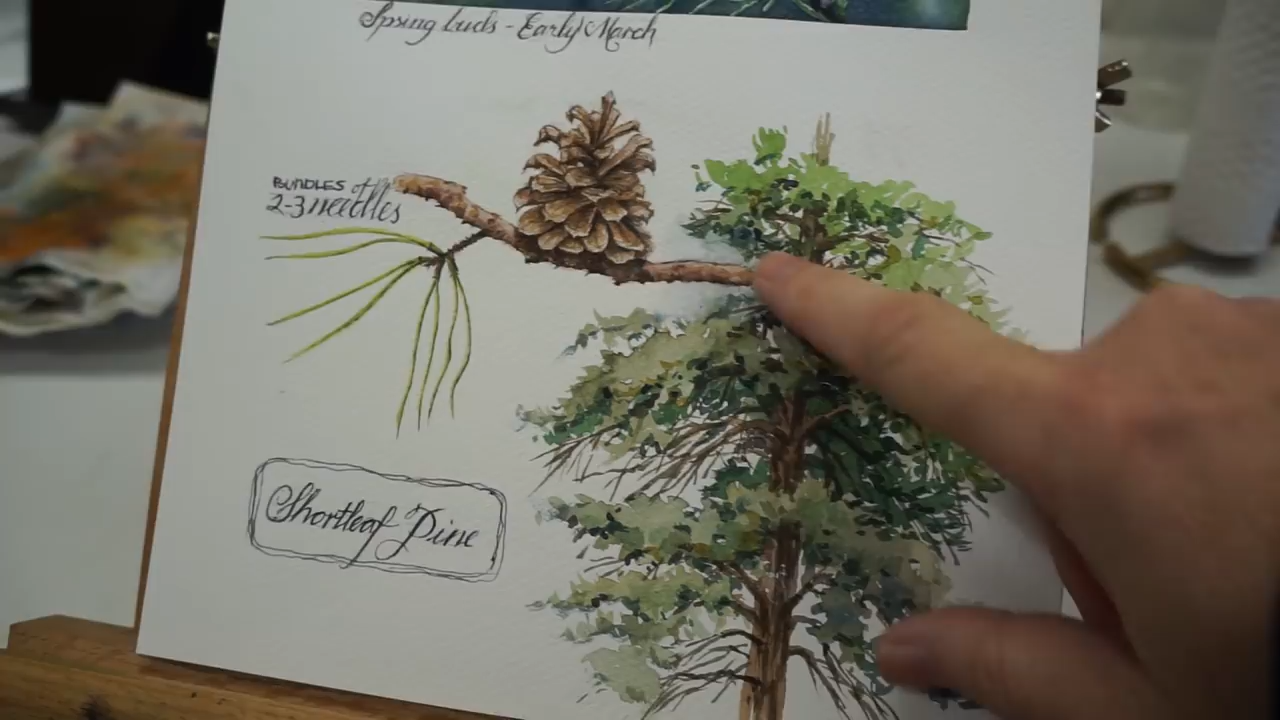 Spring buds - Early March
BUNDLES of
2-3 needles
Shortleaf Pine